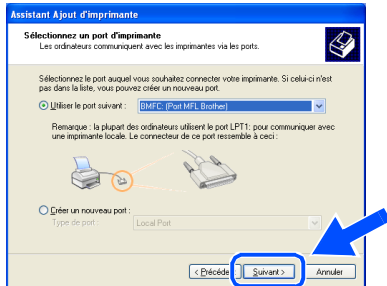 Assistant Ajout d'imprimante
Sélectionnez un port d'imprimante
Les ordinateurs communiquent avec les imprimantes via les ports.
Sélectionnez le port auquel vous souhaitez connecter votre imprimante. Si celui-ci n'est
pas dans la liste, vous pouvez créer un nouveau port.
Utiliser le port suivant : BMFC: (Port MFL Brother)
Remarque : la plupart des ordinateurs utilisent le port LPT1: pour communiquer avec
une imprimante locale. Le connecteur de ce port ressemble à ceci :
Créer un nouveau port :
Type de port : Local Port
< Précéde Suivant > Annuler